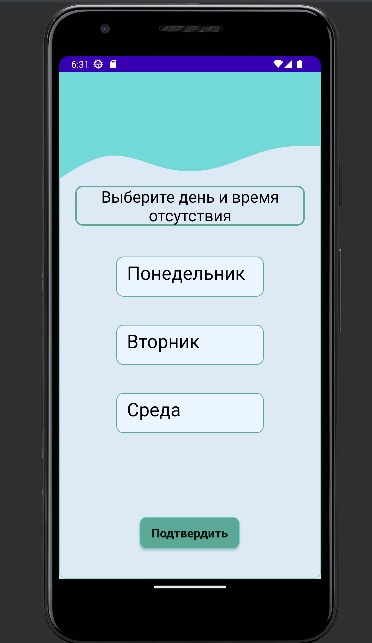 6:31
Выберите день и время
отсутствия
Понедельник
Вторник
Среда
Подтвердить